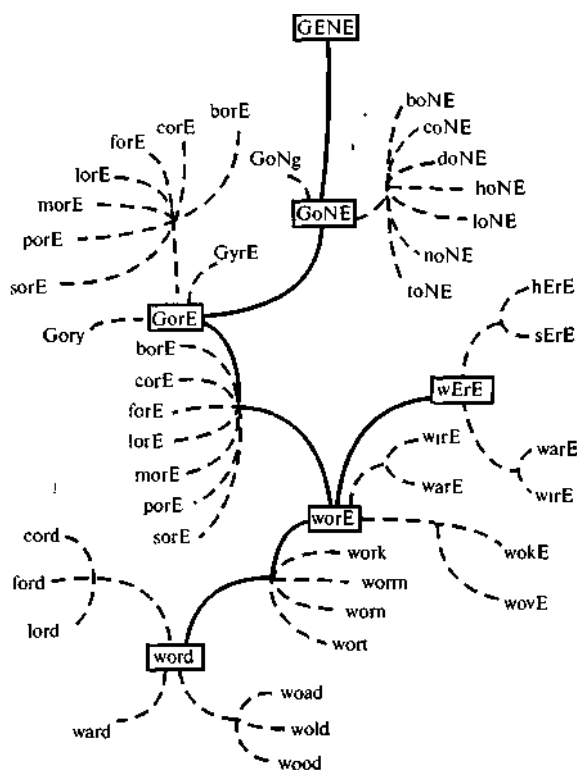 GENE
borE
corE
forE
lorE
morE
porE
sorE
GoNg
GoNE
boNE
coNE
doNE
hoNE
loNE
noNE
toNE
GyrE
Gory
GorE
borE
corE
forE
lorE
morE
porE
sorE
hErE
sErE
wErE
warE
wirE
wirE
warE
worE
wokE
wovE
work
worm
worn
wort
cord
ford
lord
word
ward
woad
wold
wood